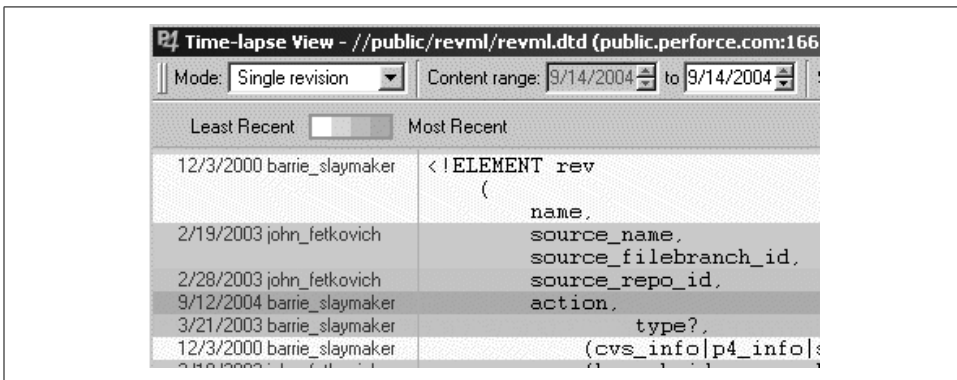 P4 Time-lapse View - //public/revml/revml.dtd (public.perforce.com:166
Mode: Single revision Content range: 9/14/2004 to 9/14/2004
Least Recent Most Recent
12/3/2000 barrie_slaymaker <!ELEMENT rev
(
name,
2/19/2003 john_fetkovich source_name,
source_filebranch_id,
2/28/2003 john_fetkovich source_repo_id,
9/12/2004 barrie_slaymaker action,
3/21/2003 barrie_slaymaker type?,
12/3/2000 barrie_slaymaker (cvs_info|p4_info|